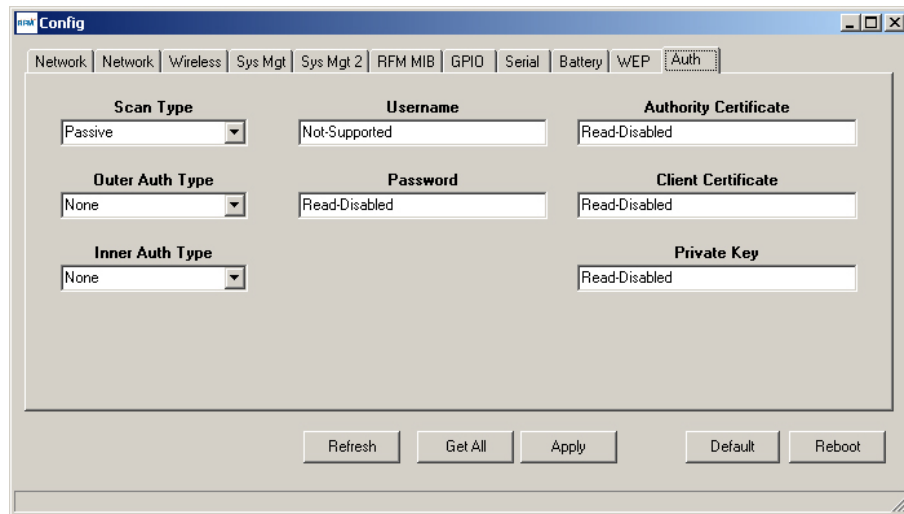 RFM Config
Network Network Wireless Sys Mgt Sys Mgt 2 RFM MIB GPIO Serial Battery WEP Auth
Scan Type Username Authority Certificate
Passive Not-Supported Read-Disabled
Outer Auth Type Password Client Certificate
None Read-Disabled Read-Disabled
Inner Auth Type Private Key
None Read-Disabled
Refresh Get All Apply Default Reboot